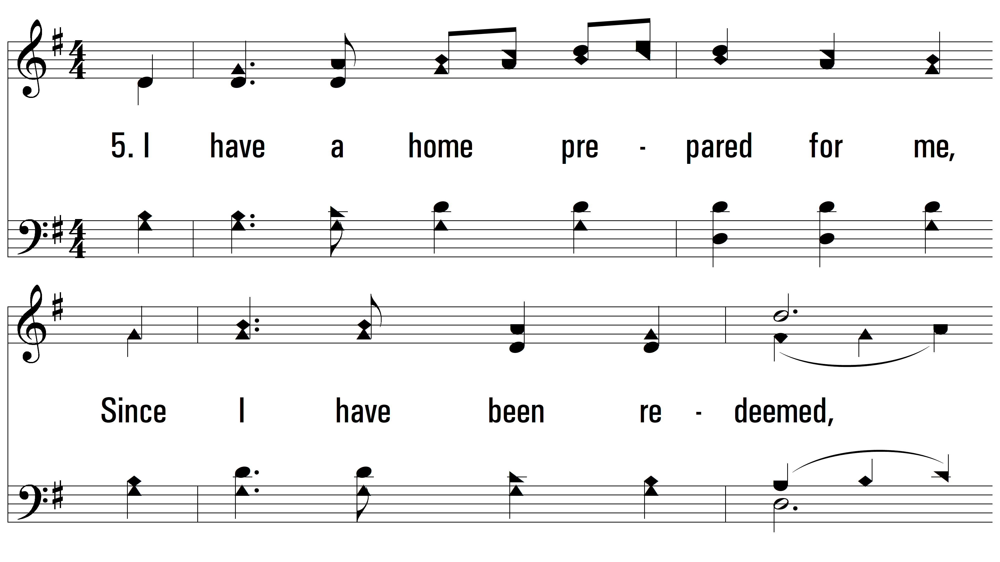 5. I have a home pre - pared for me,
Since I have been re - deemed,